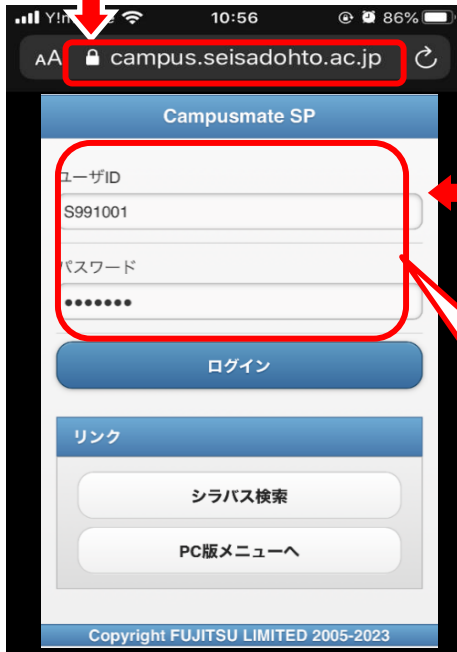 10:56
86%
AA campus.seisadohto.ac.jp
Campusmate SP
ユーザID
S991001
パスワード
•••••••
ログイン
リンク
シラバス検索
PC版メニューへ
Copyright FUJITSU LIMITED 2005-2023